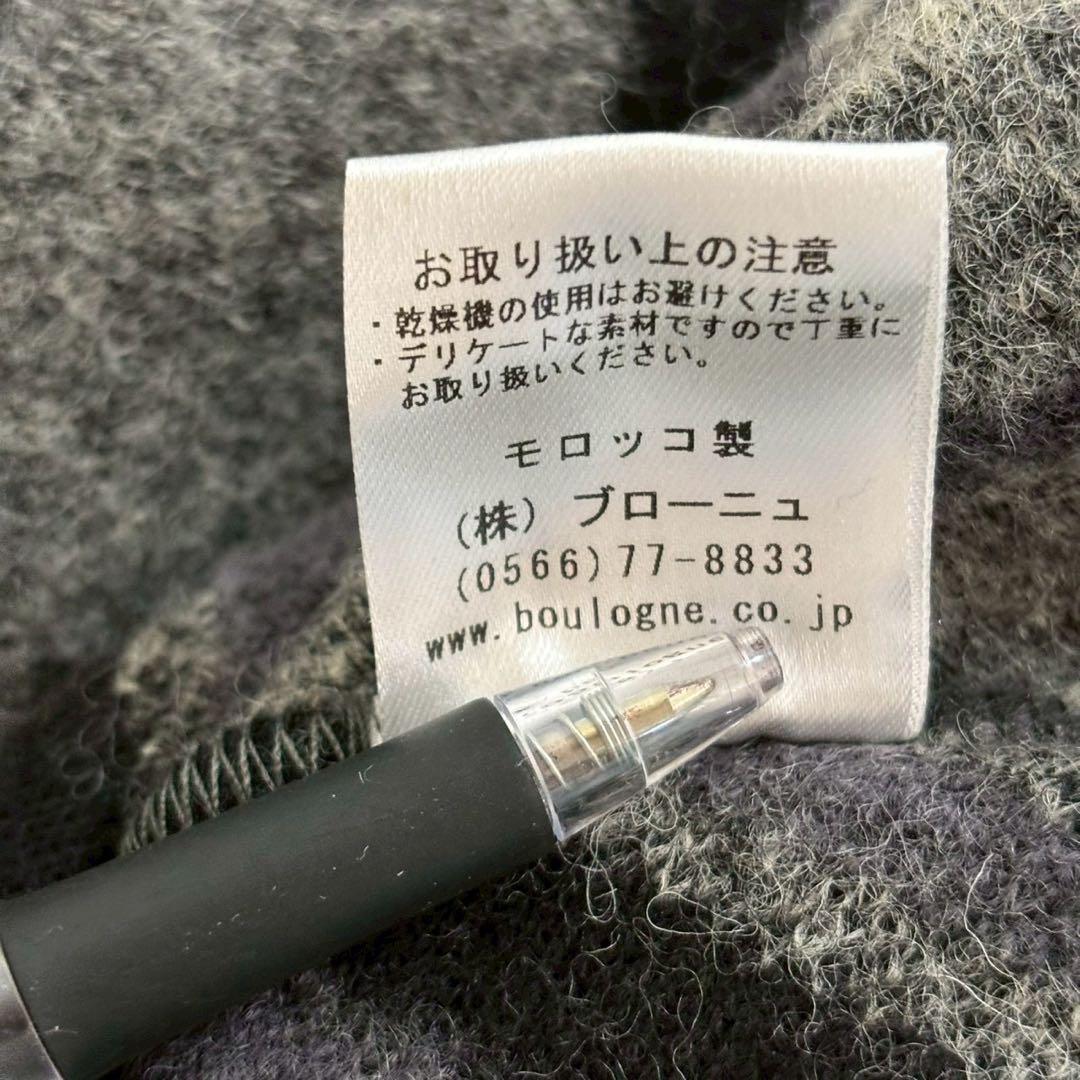 お取り扱い上の注意
・乾燥機の使用はお避けください。
・デリケートな素材ですので丁重に
お取り扱いください。
モロッコ製
(株) ブローニュ
(0566)77-8833
www.boulogne.co.jp